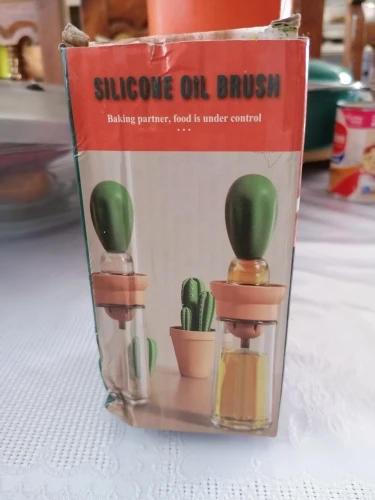 SILICONE OIL BRUSH
Baking partner, food is under control